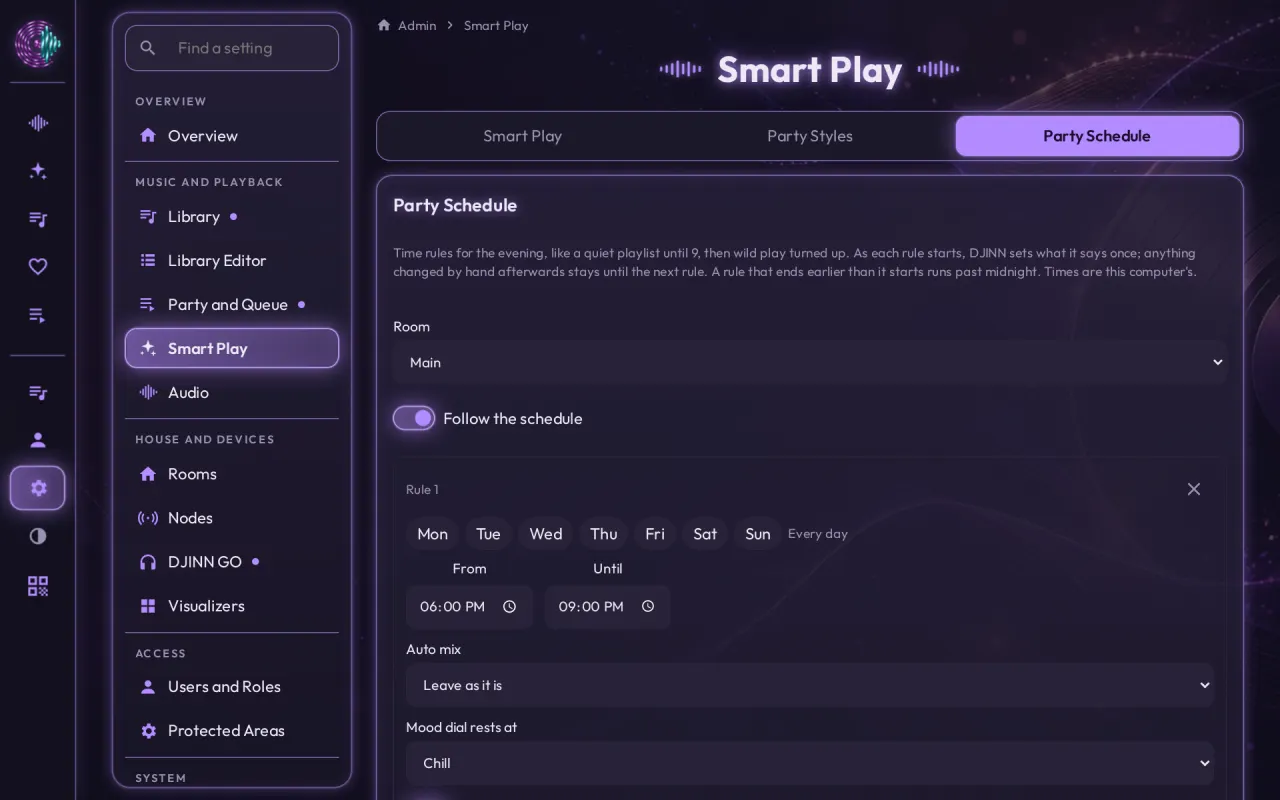 Admin
Smart Play
Find a setting
Smart Play
OVERVIEW
Overview
MUSIC AND PLAYBACK
Library
Library Editor
Party and Queue
Smart Play
Audio
HOUSE AND DEVICES
Rooms
Nodes
DJINN GO
Visualizers
ACCESS
Users and Roles
Protected Areas
SYSTEM
Smart Play
Party Styles
Party Schedule
Party Schedule
Time rules for the evening, like a quiet playlist until 9, then wild play turned up. As each rule starts, DJINN sets what it says once; anything
changed by hand afterwards stays until the next rule. A rule that ends earlier than it starts runs past midnight. Times are this computer's.
Room
Main
Follow the schedule
Rule 1
Mon Tue Wed Thu Fri Sat Sun Every day
From Until
06:00 PM 09:00 PM
Auto mix
Leave as it is
Mood dial rests at
Chill